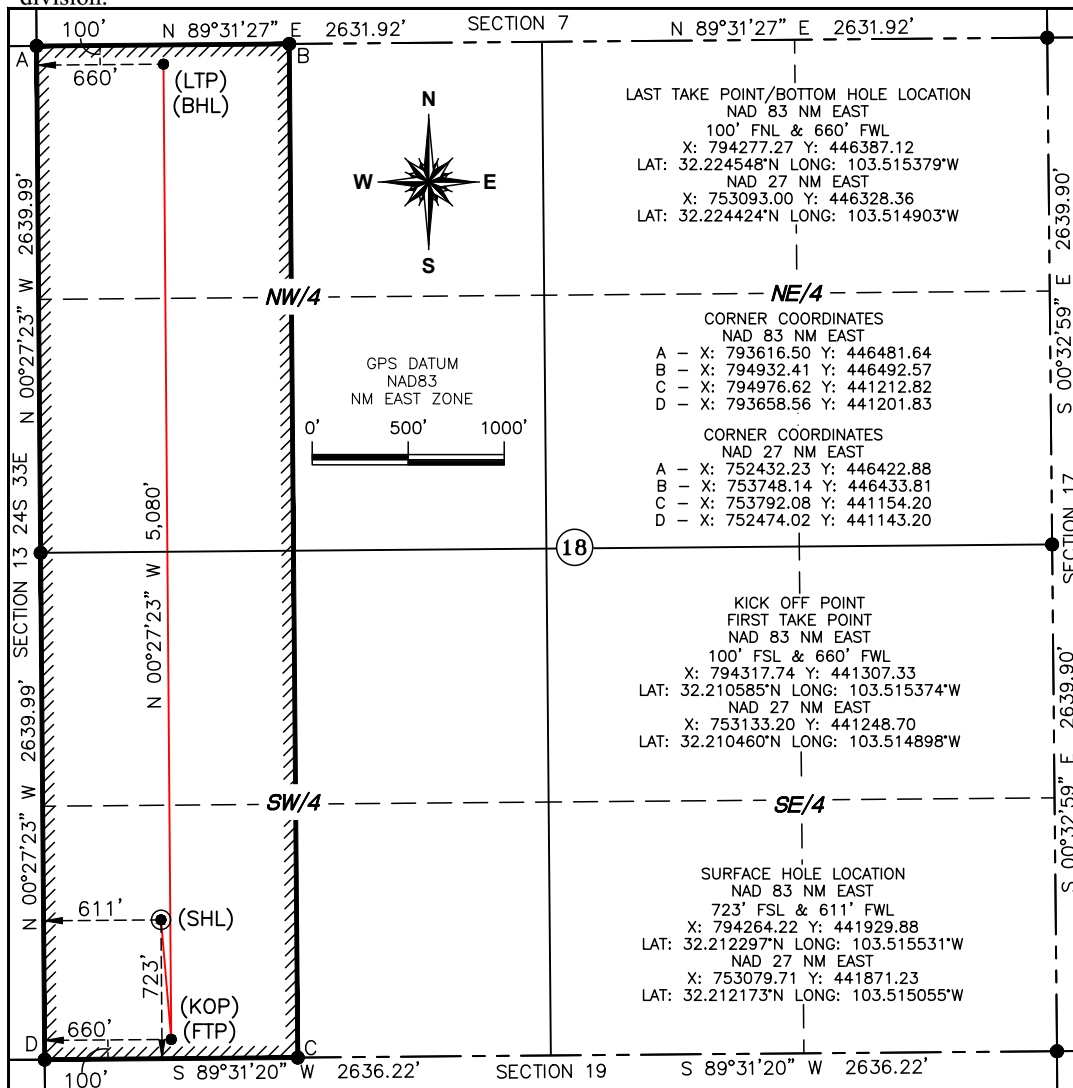 division.
100'
N 89°31'27" E 2631.92'
SECTION 7
N 89°31'27" E 2631.92'
A
B
660'
(LTP)
(BHL)
N
W
E
S
LAST TAKE POINT/BOTTOM HOLE LOCATION
NAD 83 NM EAST
100' FNL & 660' FWL
X: 794277.27 Y: 446387.12
LAT: 32.224548°N LONG: 103.515379°W
NAD 27 NM EAST
X: 753093.00 Y: 446328.36
LAT: 32.224424°N LONG: 103.514903°W
N 00°27'23" W 2639.99'
S 00°32'59" E 2639.90'
NW/4
NE/4
GPS DATUM
NAD83
NM EAST ZONE
0' 500' 1000'
CORNER COORDINATES
NAD 83 NM EAST
A - X: 793616.50 Y: 446481.64
B - X: 794932.41 Y: 446492.57
C - X: 794976.62 Y: 441212.82
D - X: 793658.56 Y: 441201.83
CORNER COORDINATES
NAD 27 NM EAST
A - X: 752432.23 Y: 446422.88
B - X: 753748.14 Y: 446433.81
C - X: 753792.08 Y: 441154.20
D - X: 752474.02 Y: 441143.20
SECTION 13 24S 33E
N 00°27'23" W 5,080'
18
SECTION 17
KICK OFF POINT
FIRST TAKE POINT
NAD 83 NM EAST
100' FSL & 660' FWL
X: 794317.74 Y: 441307.33
LAT: 32.210585°N LONG: 103.515374°W
NAD 27 NM EAST
X: 753133.20 Y: 441248.70
LAT: 32.210460°N LONG: 103.514898°W
N 00°27'23" W 2639.99'
S 00°32'59" E 2639.90'
SW/4
SE/4
611'
(SHL)
723'
SURFACE HOLE LOCATION
NAD 83 NM EAST
723' FSL & 611' FWL
X: 794264.22 Y: 441929.88
LAT: 32.212297°N LONG: 103.515531°W
NAD 27 NM EAST
X: 753079.71 Y: 441871.23
LAT: 32.212173°N LONG: 103.515055°W
(KOP)
660'
(FTP)
D
C
100'
S 89°31'20" W 2636.22'
SECTION 19
S 89°31'20" W 2636.22'